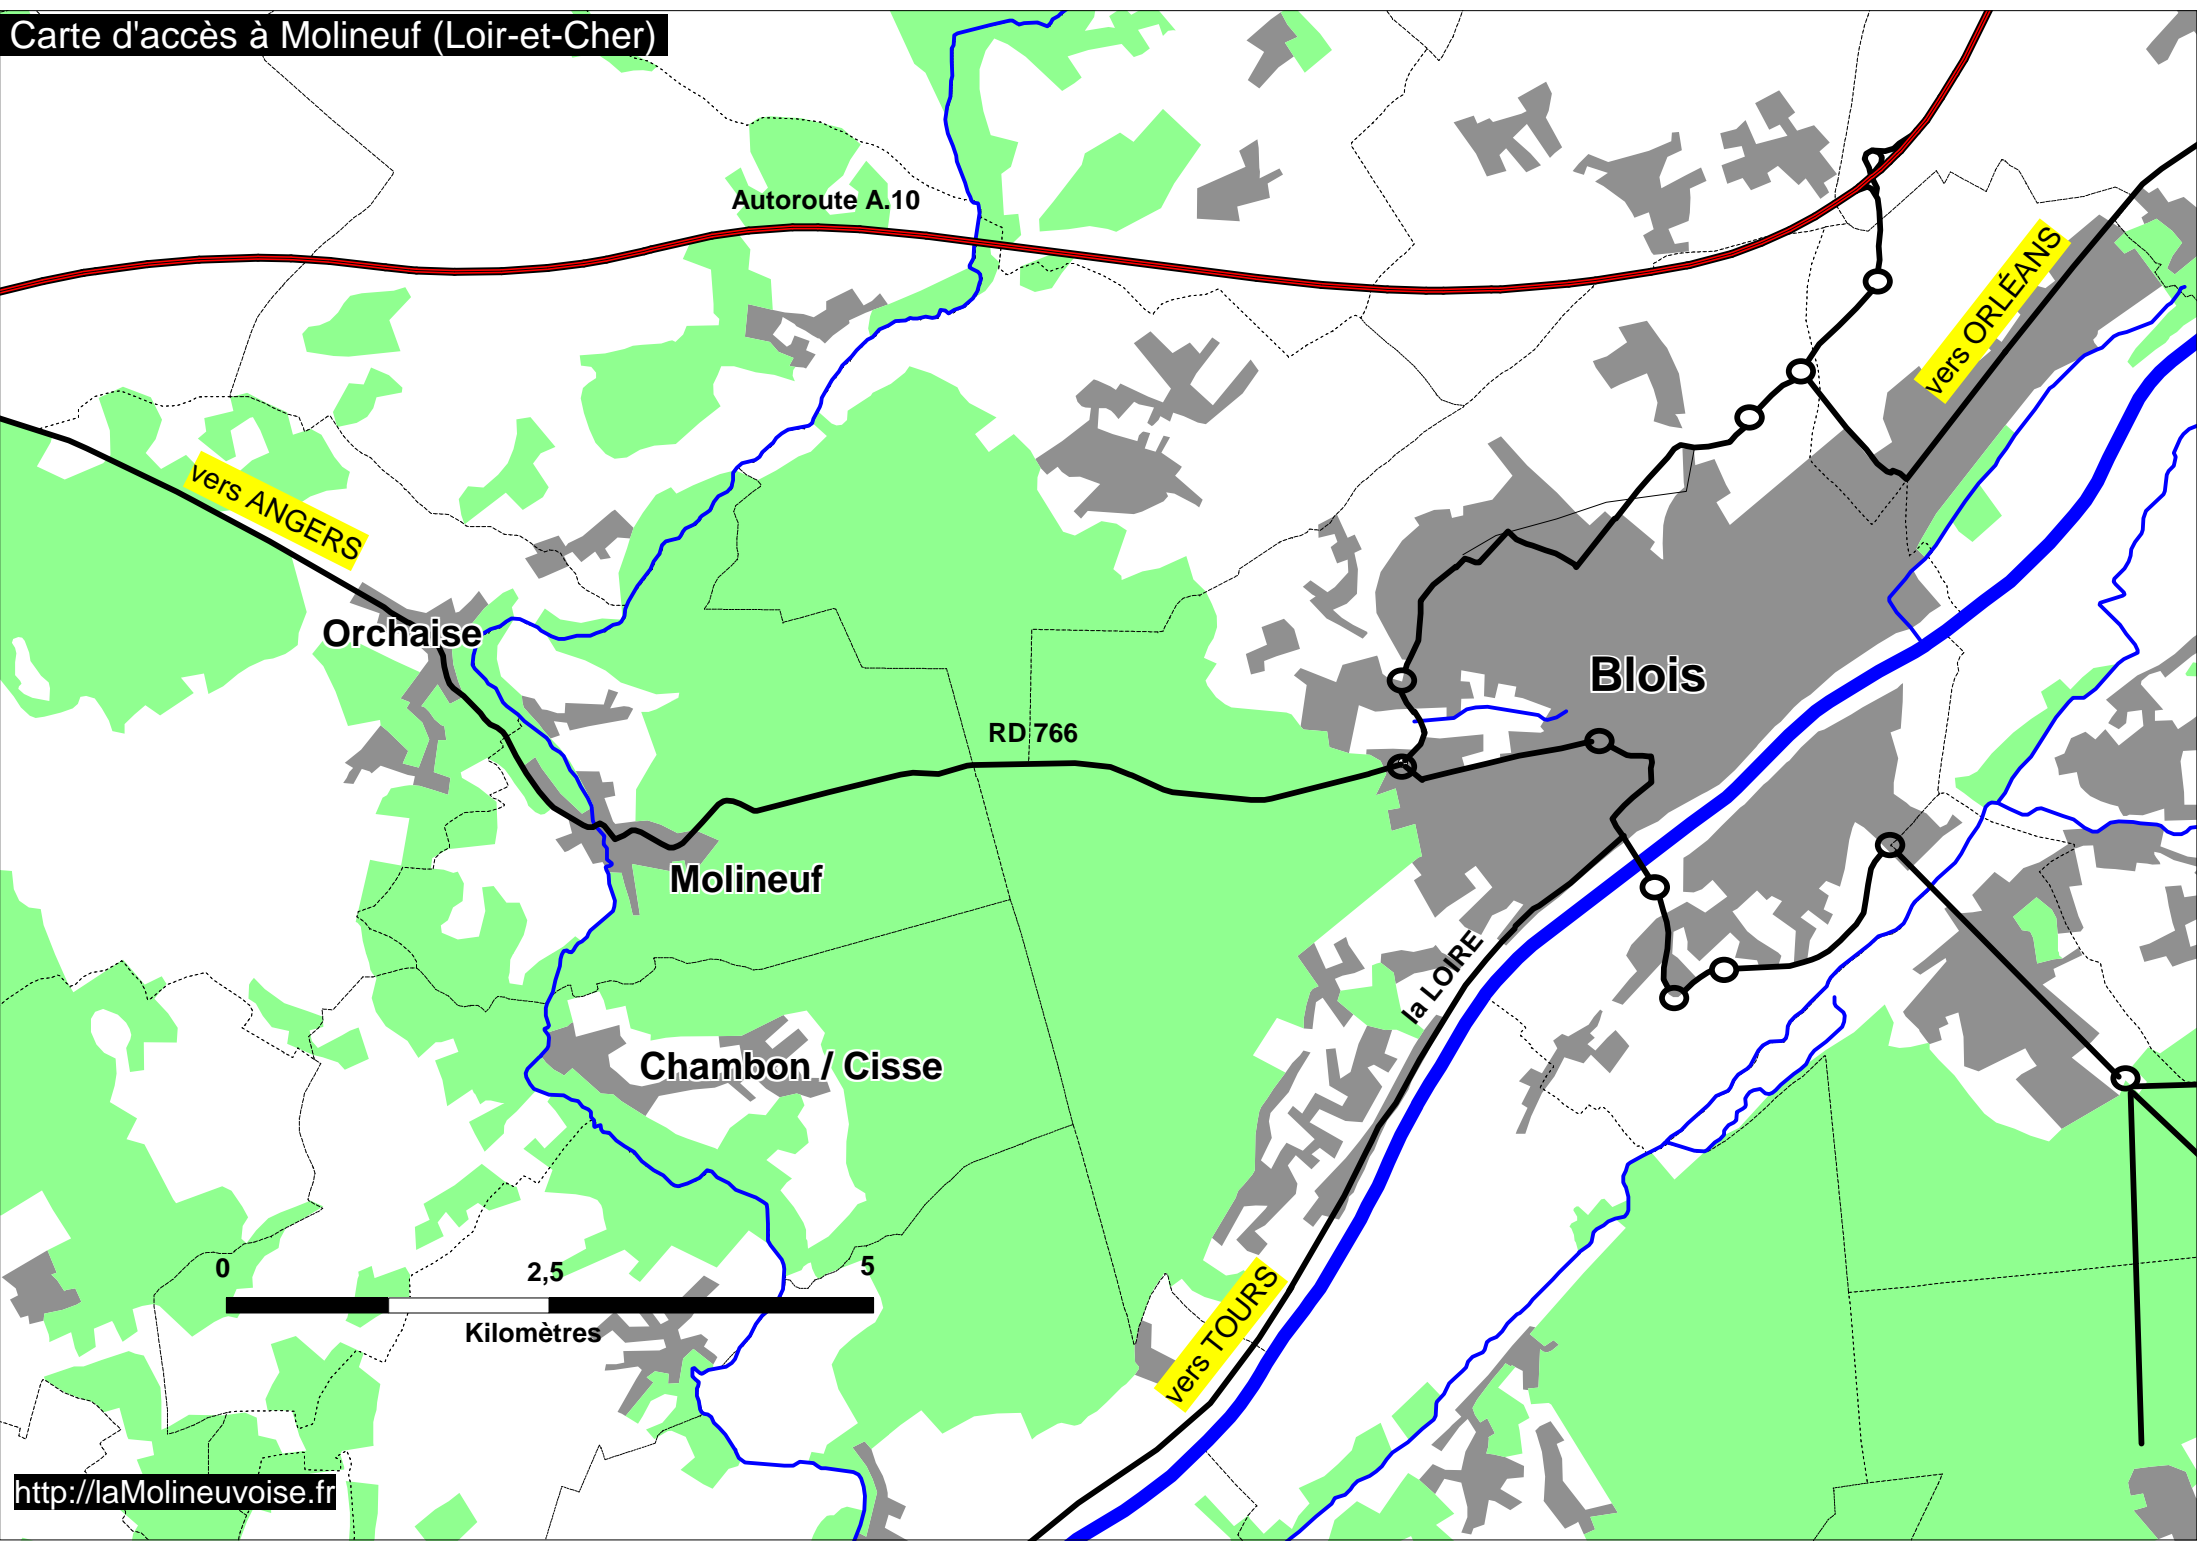 Carte d'accès à Molineuf (Loir-et-Cher)
Autoroute A.10
vers ORLÉANS
vers ANGERS
Orchaise
Blois
RD 766
Molineuf
la LOIRE
Chambon / Cisse
0
2,5
5
Kilomètres
vers TOURS
http://laMolineuvoise.fr